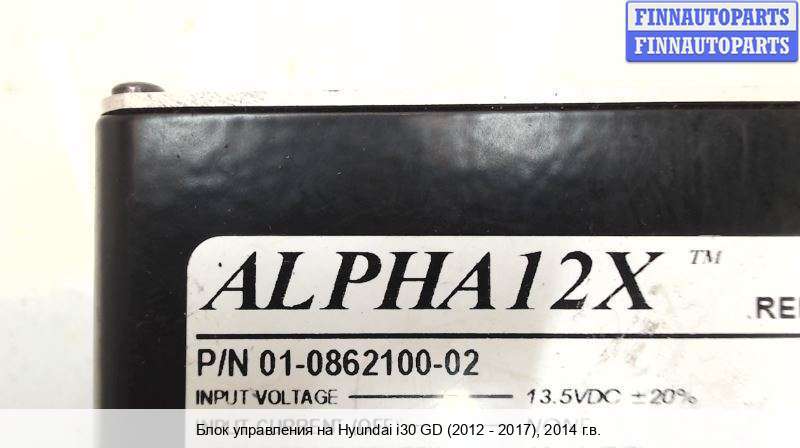 FINNAUTOPARTS
FINNAUTOPARTS
ALPHA12X ™
P/N 01-0862100-02
INPUT VOLTAGE 13.5VDC ±20%
Блок управления на Hyundai i30 GD (2012 - 2017), 2014 г.в.